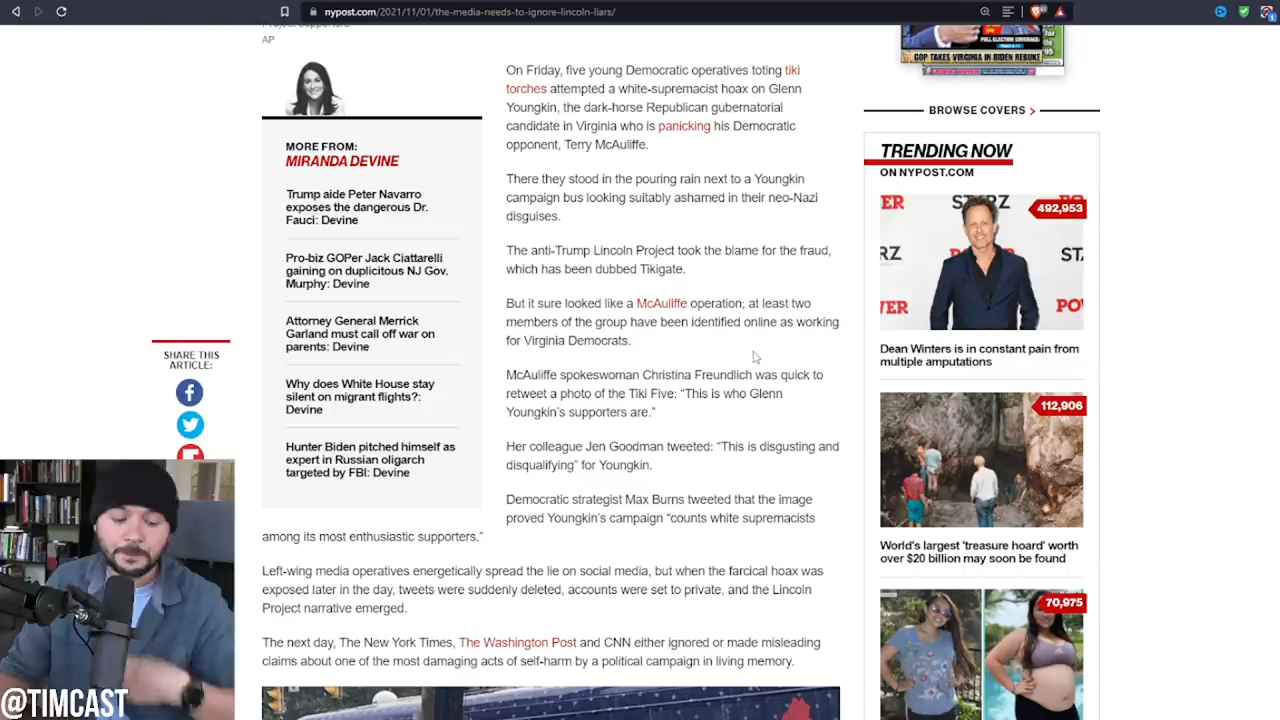 nypost.com/2021/11/01/the-media-needs-to-ignore-lincoln-liars/
AP
MORE FROM:
MIRANDA DEVINE
Trump aide Peter Navarro
exposes the dangerous Dr.
Fauci: Devine
Pro-biz GOPer Jack Ciattarelli
gaining on duplicitous NJ Gov.
Murphy: Devine
Attorney General Merrick
Garland must call off war on
parents: Devine
Why does White House stay
silent on migrant flights?:
Devine
Hunter Biden pitched himself as
expert in Russian oligarch
targeted by FBI: Devine
SHARE THIS
ARTICLE:
On Friday, five young Democratic operatives toting tiki
torches attempted a white-supremacist hoax on Glenn
Youngkin, the dark-horse Republican gubernatorial
candidate in Virginia who is panicking his Democratic
opponent, Terry McAuliffe.
There they stood in the pouring rain next to a Youngkin
campaign bus looking suitably ashamed in their neo-Nazi
disguises.
The anti-Trump Lincoln Project took the blame for the fraud,
which has been dubbed Tikigate.
But it sure looked like a McAuliffe operation; at least two
members of the group have been identified online as working
for Virginia Democrats.
McAuliffe spokeswoman Christina Freundlich was quick to
retweet a photo of the Tiki Five: “This is who Glenn
Youngkin’s supporters are.”
Her colleague Jen Goodman tweeted: “This is disgusting and
disqualifying” for Youngkin.
Democratic strategist Max Burns tweeted that the image
proved Youngkin’s campaign “counts white supremacists
among its most enthusiastic supporters.”
Left-wing media operatives energetically spread the lie on social media, but when the farcical hoax was
exposed later in the day, tweets were suddenly deleted, accounts were set to private, and the Lincoln
Project narrative emerged.
The next day, The New York Times, The Washington Post and CNN either ignored or made misleading
claims about one of the most damaging acts of self-harm by a political campaign in living memory.
GOP TAKES VIRGINIA IN BIDEN REBUKE
BROWSE COVERS
TRENDING NOW
ON NYPOST.COM
492,953
STARZ
POWER
Dean Winters is in constant pain from
multiple amputations
112,906
World's largest 'treasure hoard' worth
over $20 billion may soon be found
70,975
@TIMCAST